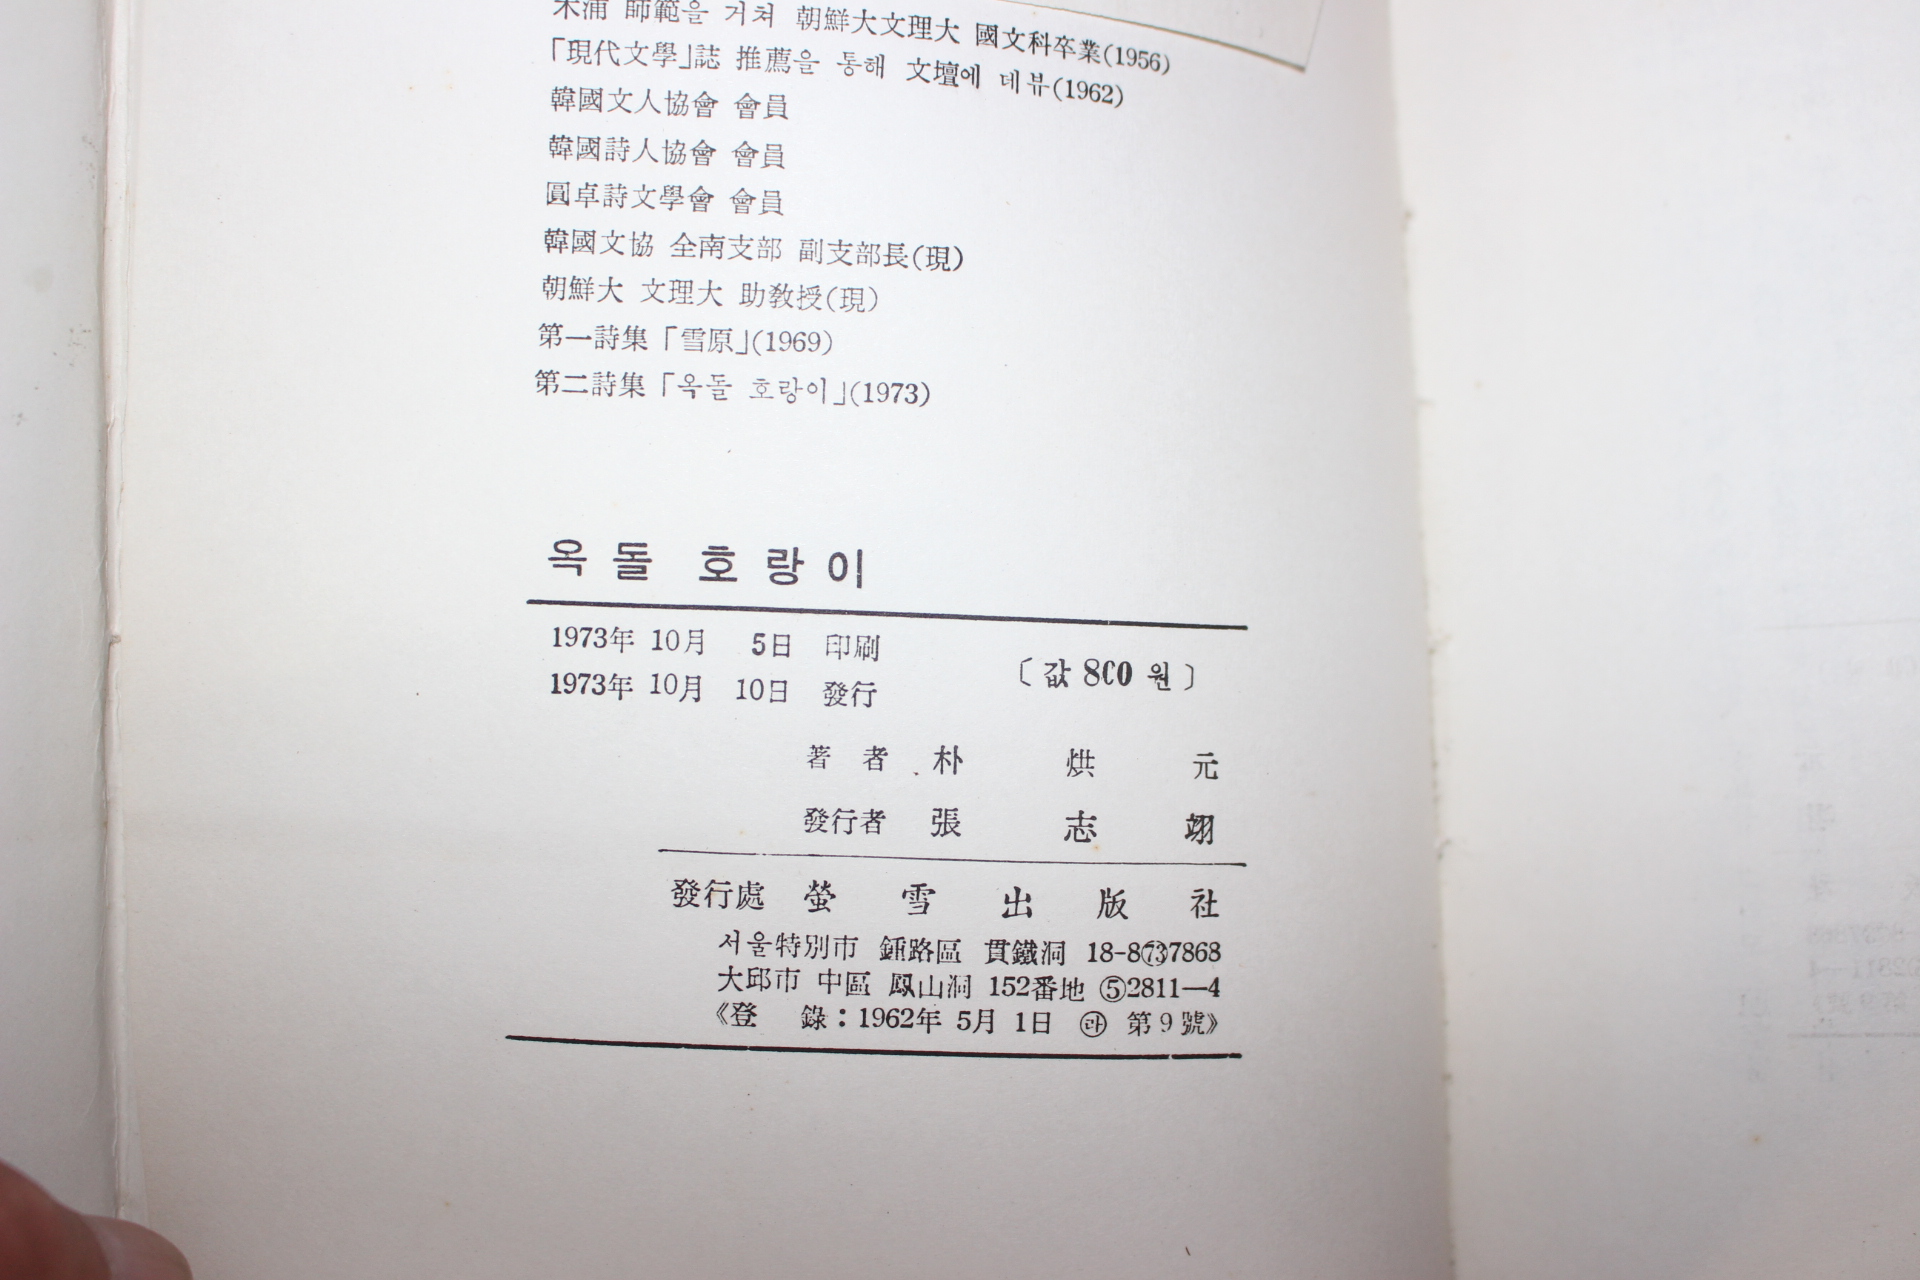 木浦 師範을 거쳐 朝鮮大文理大 國文科卒業(1956)
「現代文學」誌 推薦을 통해 文壇에 데뷰(1962)
韓國文人協會 會員
韓國詩人協會 會員
圓卓詩文學會 會員
韓國文協 全南支部 副支部長(現)
朝鮮大 文理大 助敎授(現)
第一詩集「雪原」(1969)
第二詩集「옥돌 호랑이」(1973)
옥돌 호랑이
1973年 10月 5日 印刷
1973年 10月 10日 發行
〔값 800 원〕
著者 朴烘元
發行者 張志翊
發行處 螢雪出版社
서울特別市 鍾路區 貫鐵洞 18-8㉗7868
大邱市 中區 鳳山洞 152番地 ⑤2811—4
《登 錄：1962年 5月 1日 ㉱ 第9號》